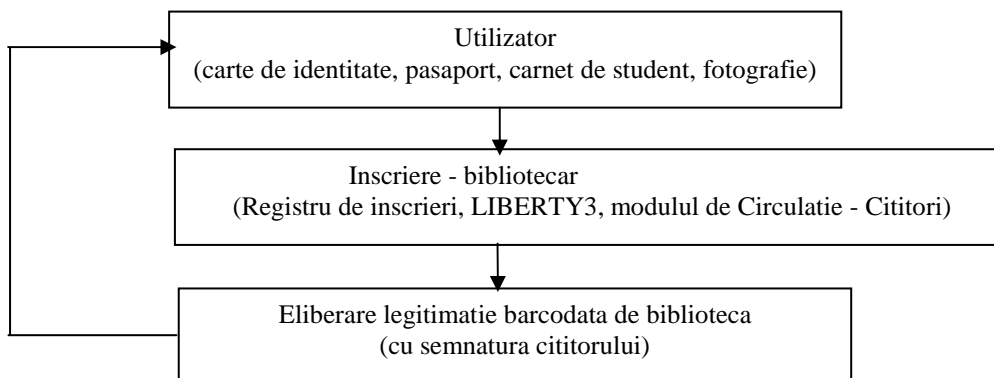 Utilizator
(carte de identitate, pasaport, carnet de student, fotografie)
Inscriere - bibliotecar
(Registru de inscrieri, LIBERTY3, modulul de Circulatie - Cititori)
Eliberare legitimatie barcodata de biblioteca
(cu semnatura cititorului)